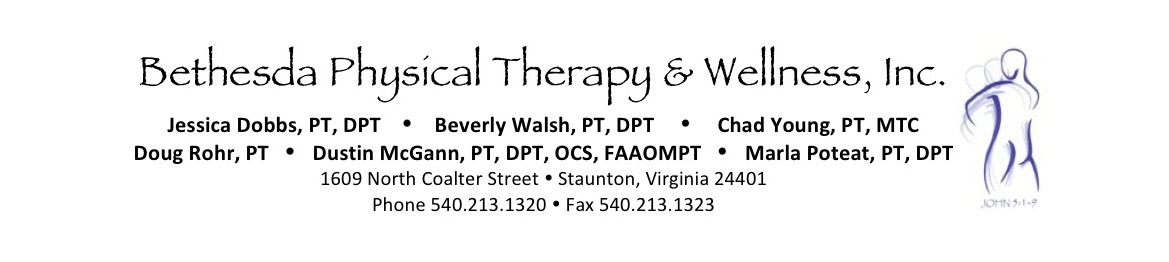 Bethesda Physical Therapy & Wellness, Inc.
Jessica Dobbs, PT, DPT • Beverly Walsh, PT, DPT • Chad Young, PT, MTC
Doug Rohr, PT • Dustin McGann, PT, DPT, OCS, FAAOMPT • Marla Poteat, PT, DPT
1609 North Coalter Street • Staunton, Virginia 24401
Phone 540.213.1320 • Fax 540.213.1323
JOHN 5:1-9